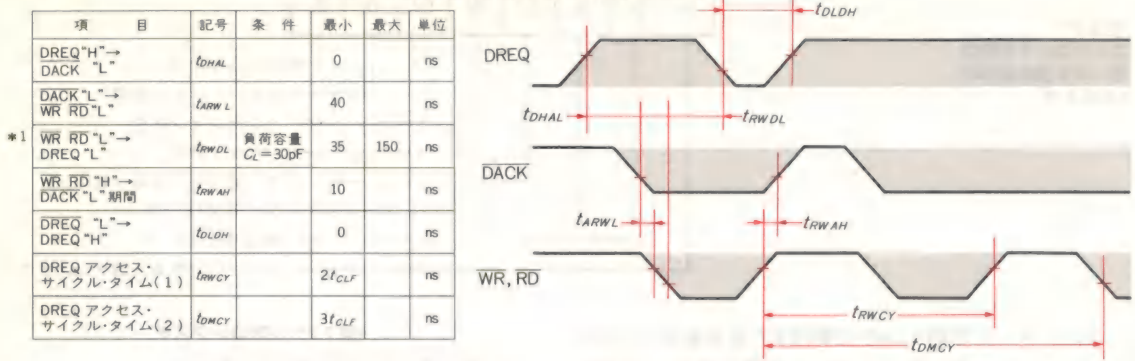 項 目 記号 条 件 最小 最大 単位
DREQ"H"→
DACK "L" tDHAL 0 ns
DACK"L"→
WR RD"L" tARWL 40 ns
*1 WR RD"L"→
DREQ"L" tRWDL 負荷容量
CL=30pF 35 150 ns
WR RD"H"→
DACK"L"期間 tRWAH 10 ns
DREQ "L"→
DREQ"H" tDLDH 0 ns
DREQ アクセス・
サイクル・タイム(1) tRWCY 2tCLF ns
DREQ アクセス・
サイクル・タイム(2) tDMCY 3tCLF ns
tDLDH
DREQ
tDHAL
tRWDL
DACK
tARWL
tRWAH
WR, RD
tRWCY
tDMCY